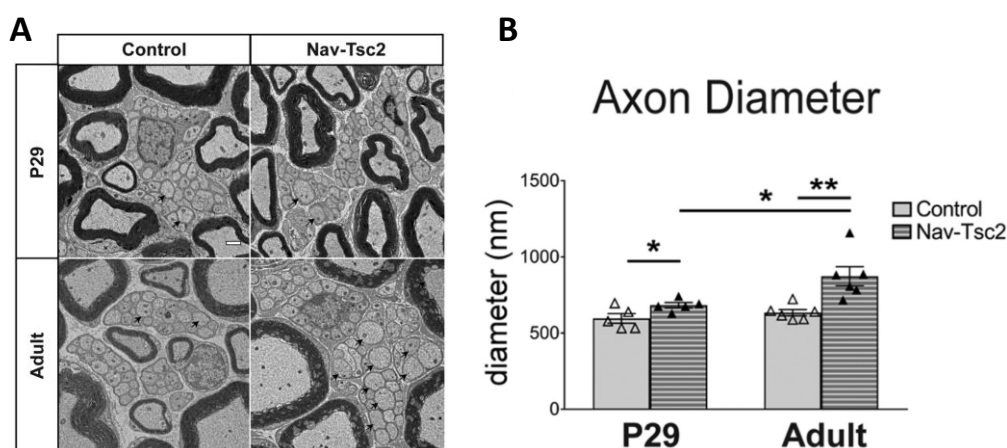 A
Control
Nav-Tsc2
P29
Adult
B
Axon Diameter
diameter (nm)
1500
1000
500
0
*
*
**
Control
Nav-Tsc2
P29
Adult